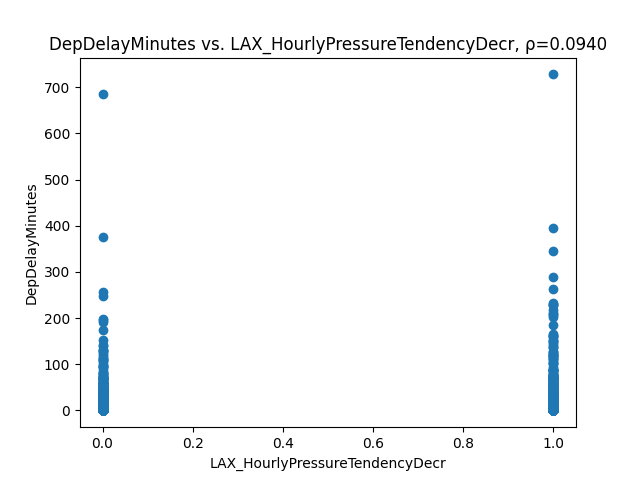 DepDelayMinutes vs. LAX_HourlyPressureTendencyDecr, ρ=0.0940
700
600
500
400
300
200
100
0
DepDelayMinutes
0.0 0.2 0.4 0.6 0.8 1.0
LAX_HourlyPressureTendencyDecr